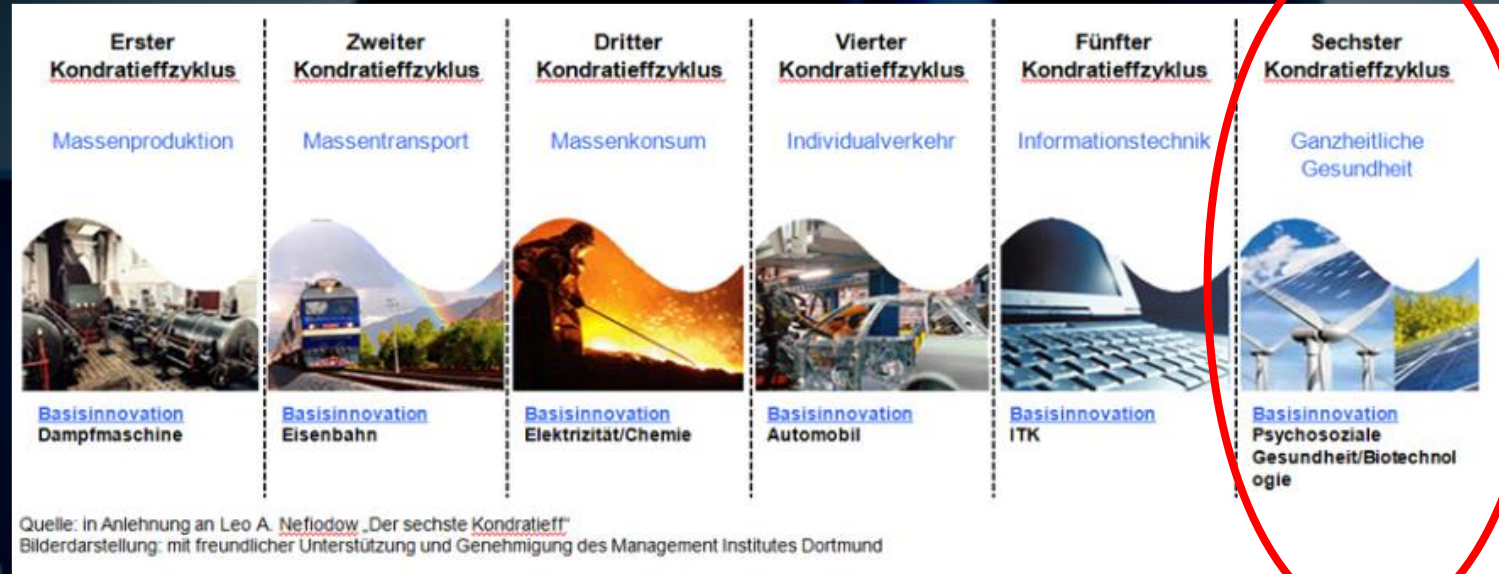 Erster
Kondratieffzyklus
Massenproduktion
Basisinnovation
Dampfmaschine
Zweiter
Kondratieffzyklus
Massentransport
Basisinnovation
Eisenbahn
Dritter
Kondratieffzyklus
Massenkonsum
Basisinnovation
Elektrizität/Chemie
Vierter
Kondratieffzyklus
Individualverkehr
Basisinnovation
Automobil
Fünfter
Kondratieffzyklus
Informationstechnik
Basisinnovation
ITK
Sechster
Kondratieffzyklus
Ganzheitliche
Gesundheit
Basisinnovation
Psychosoziale
Gesundheit/Biotechnol
ogie
Quelle: in Anlehnung an Leo A. Nefiodow „Der sechste Kondratieff"
Bilderdarstellung: mit freundlicher Unterstützung und Genehmigung des Management Institutes Dortmund